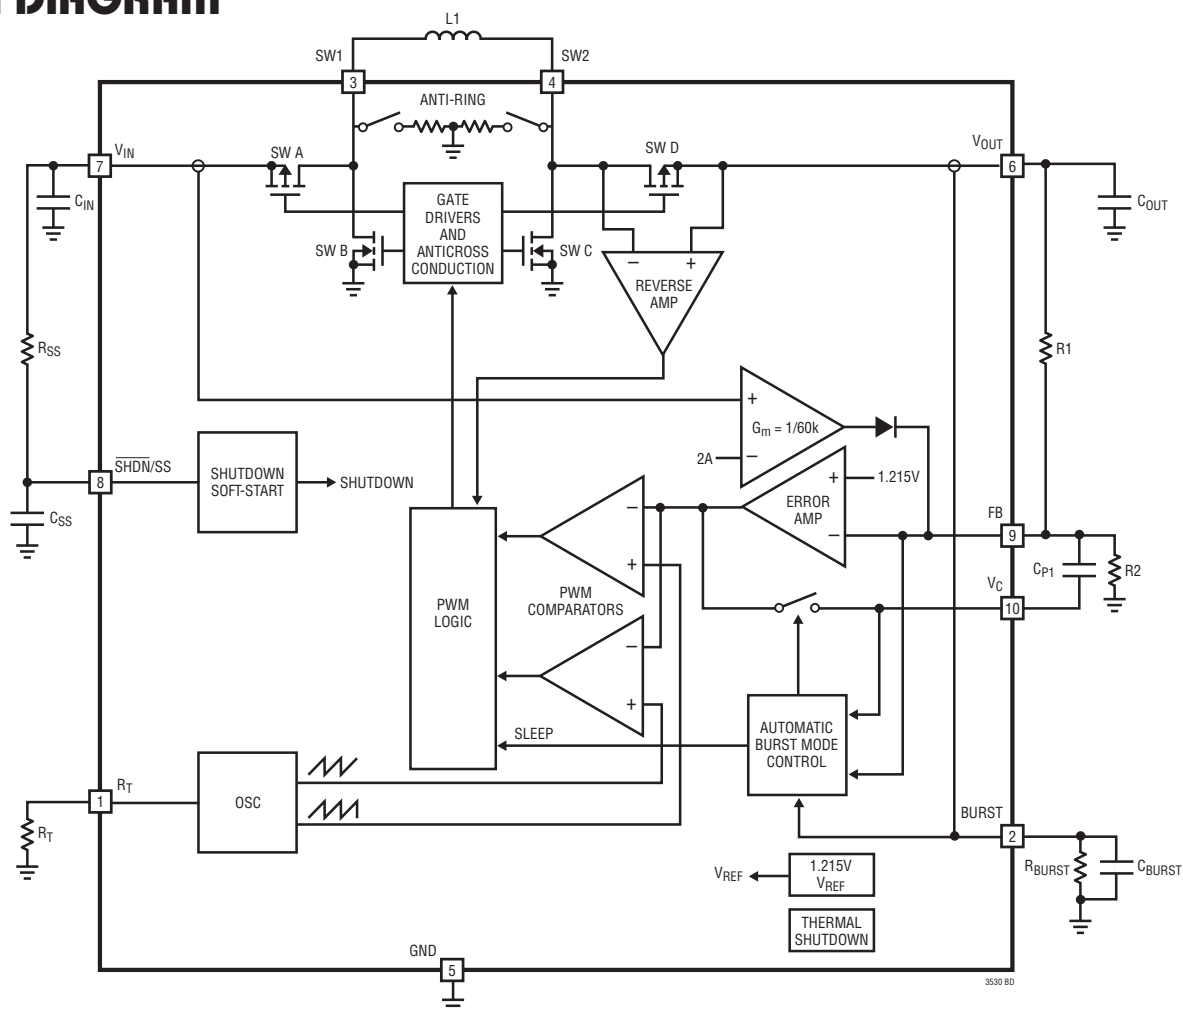 DIAGRAM
L1
SW1
SW2
3
4
ANTI-RING
VIN
7
SW A
SW D
VOUT
6
CIN
COUT
GATE
DRIVERS
AND
ANTICROSS
CONDUCTION
SW B
SW C
–
+
REVERSE
AMP
RSS
R1
+
Gm = 1/60k
2A
–
SHDN/SS
8
SHUTDOWN
SOFT-START
SHUTDOWN
+
1.215V
ERROR
AMP
–
FB
9
CSS
–
+
PWM
COMPARATORS
PWM
LOGIC
CP1
R2
VC
10
–
+
SLEEP
AUTOMATIC
BURST MODE
CONTROL
RT
1
OSC
RT
BURST
2
RBURST
CBURST
VREF
1.215V
VREF
THERMAL
SHUTDOWN
GND
5
3530 BD